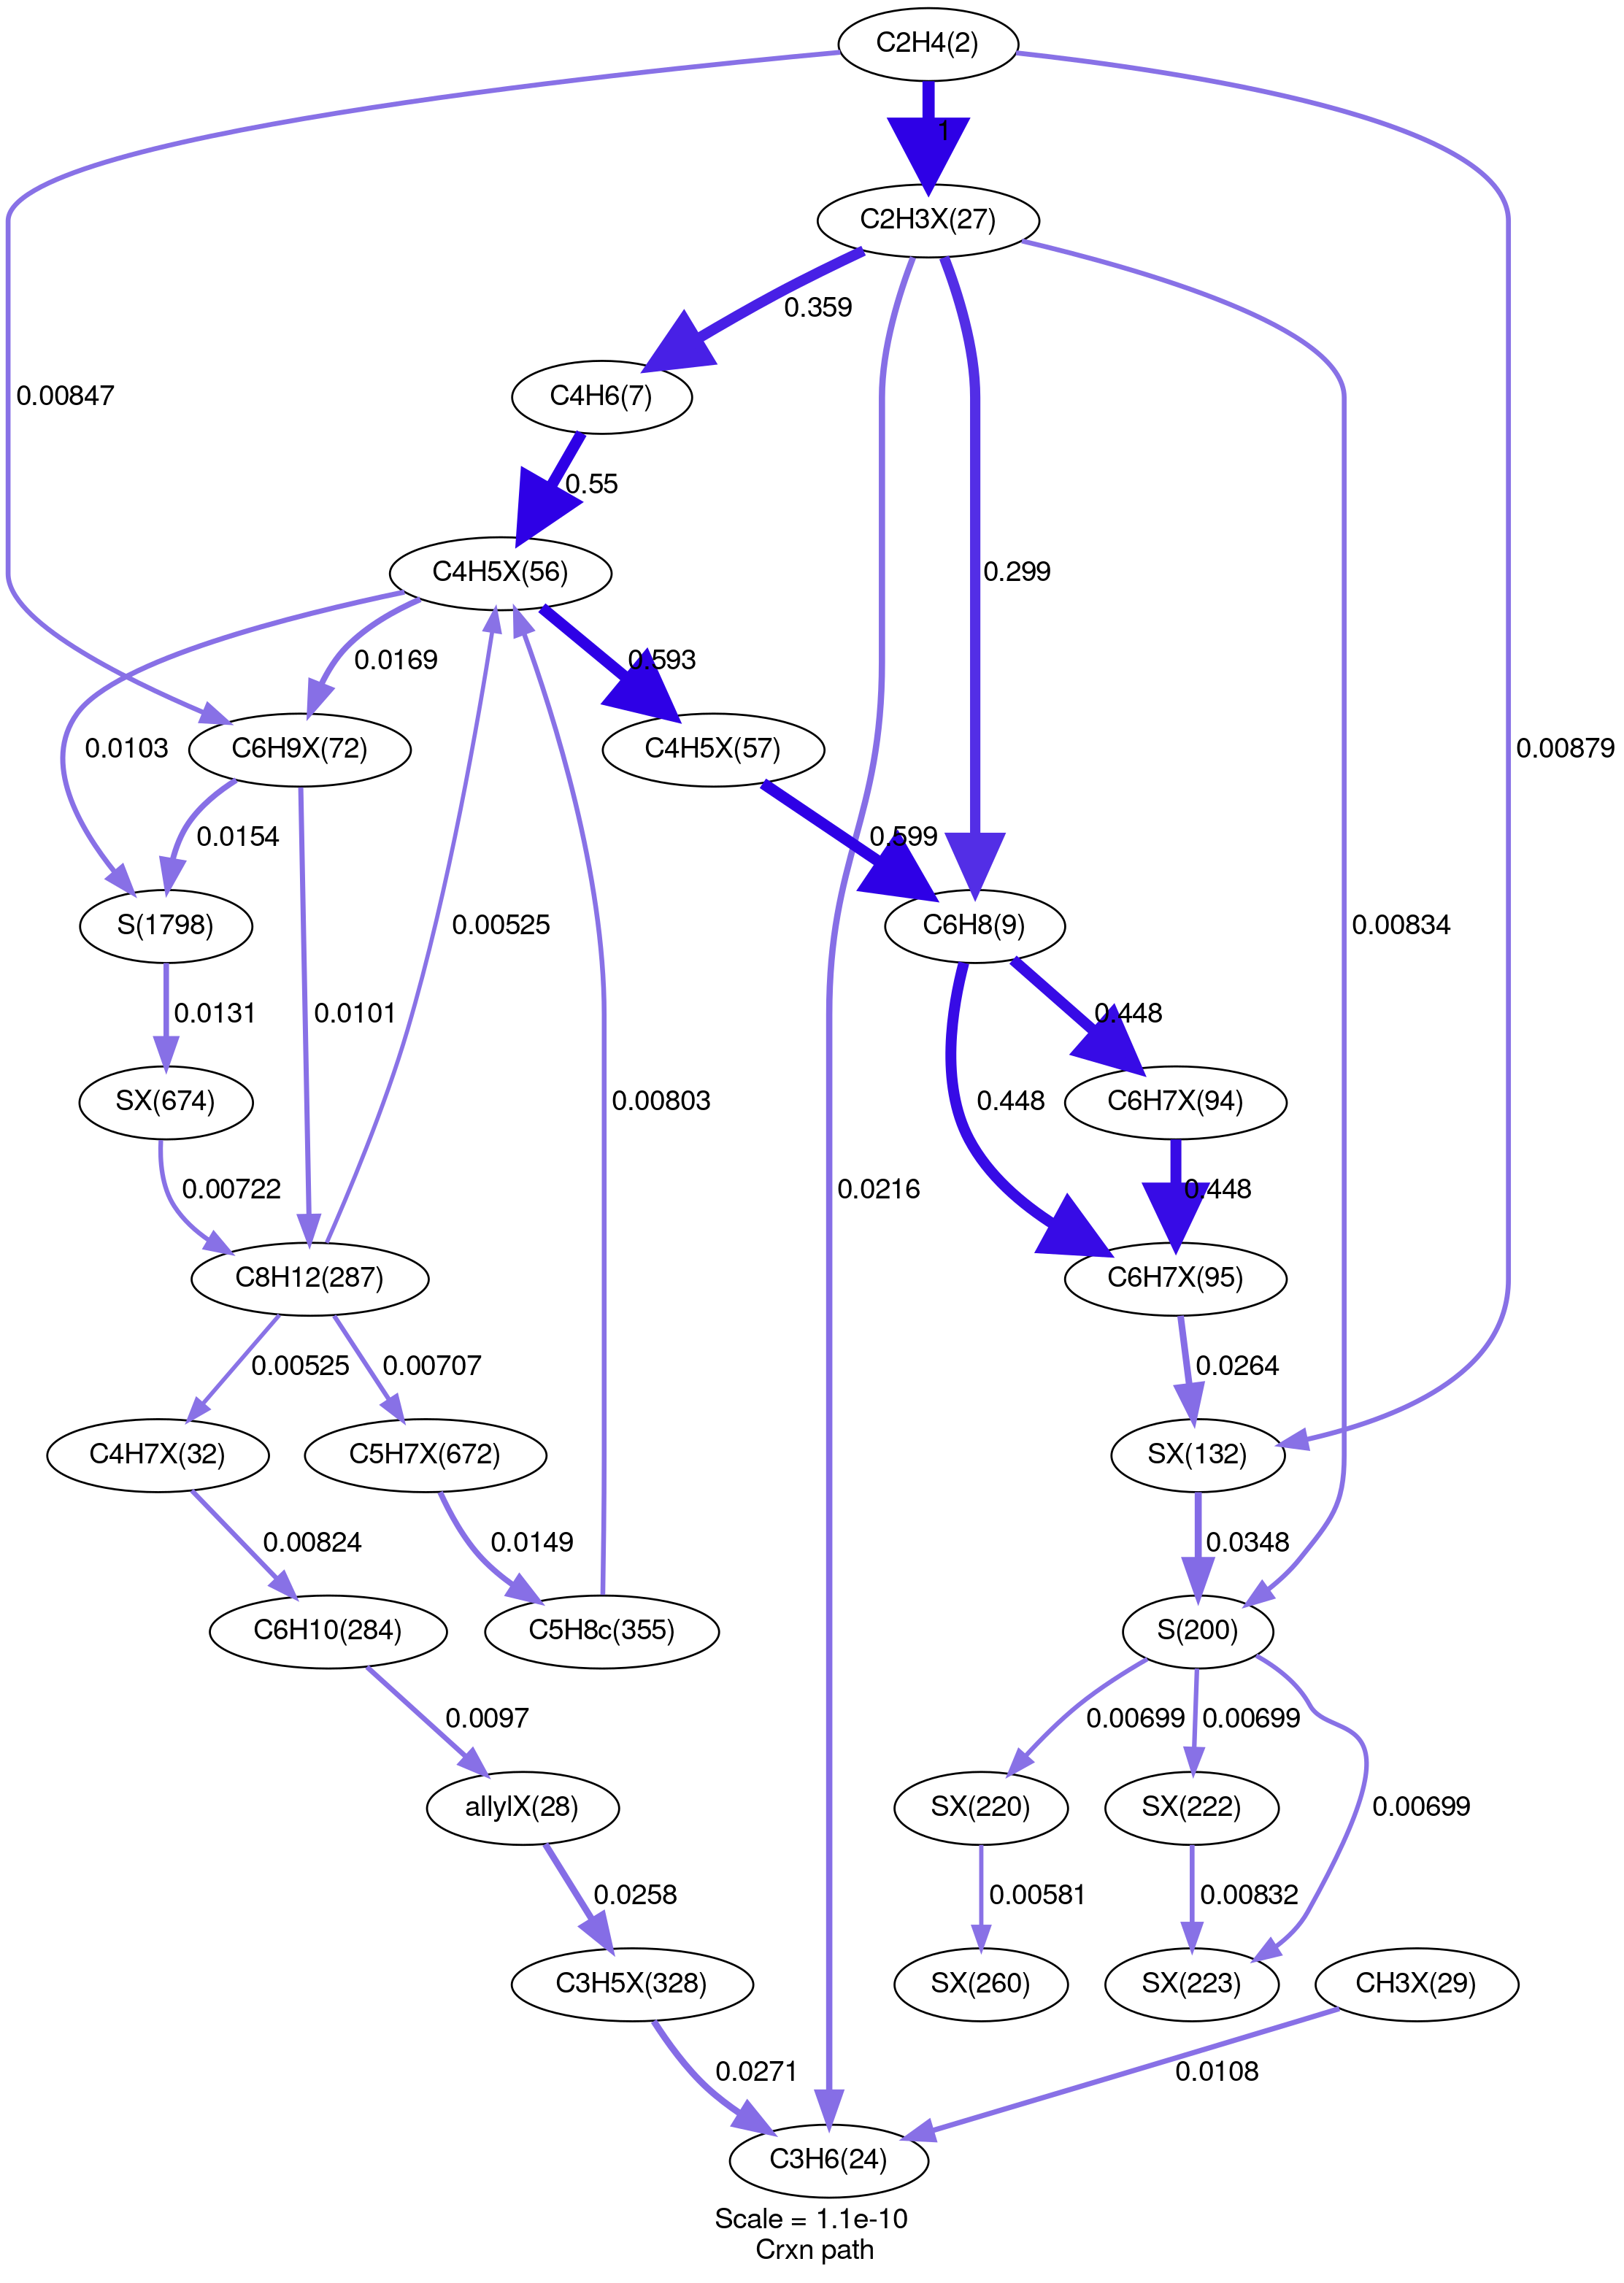 C2H4(2)
1
C2H3X(27)
0.359
0.00847
C4H6(7)
0.55
C4H5X(56)
0.299
0.0169
0.593
0.0103
C6H9X(72)
C4H5X(57)
0.00879
0.0154
0.599
S(1798)
0.00525
C6H8(9)
0.00834
0.0131
0.0101
0.448
SX(674)
0.00803
0.448
C6H7X(94)
0.00722
0.0216
0.448
C8H12(287)
C6H7X(95)
0.00525
0.00707
0.0264
C4H7X(32)
C5H7X(672)
SX(132)
0.00824
0.0149
0.0348
C6H10(284)
C5H8c(355)
S(200)
0.0097
0.00699
0.00699
allylX(28)
SX(220)
SX(222)
0.00699
0.0258
0.00581
0.00832
C3H5X(328)
SX(260)
SX(223)
CH3X(29)
0.0271
0.0108
C3H6(24)
Scale = 1.1e-10
Crxn path